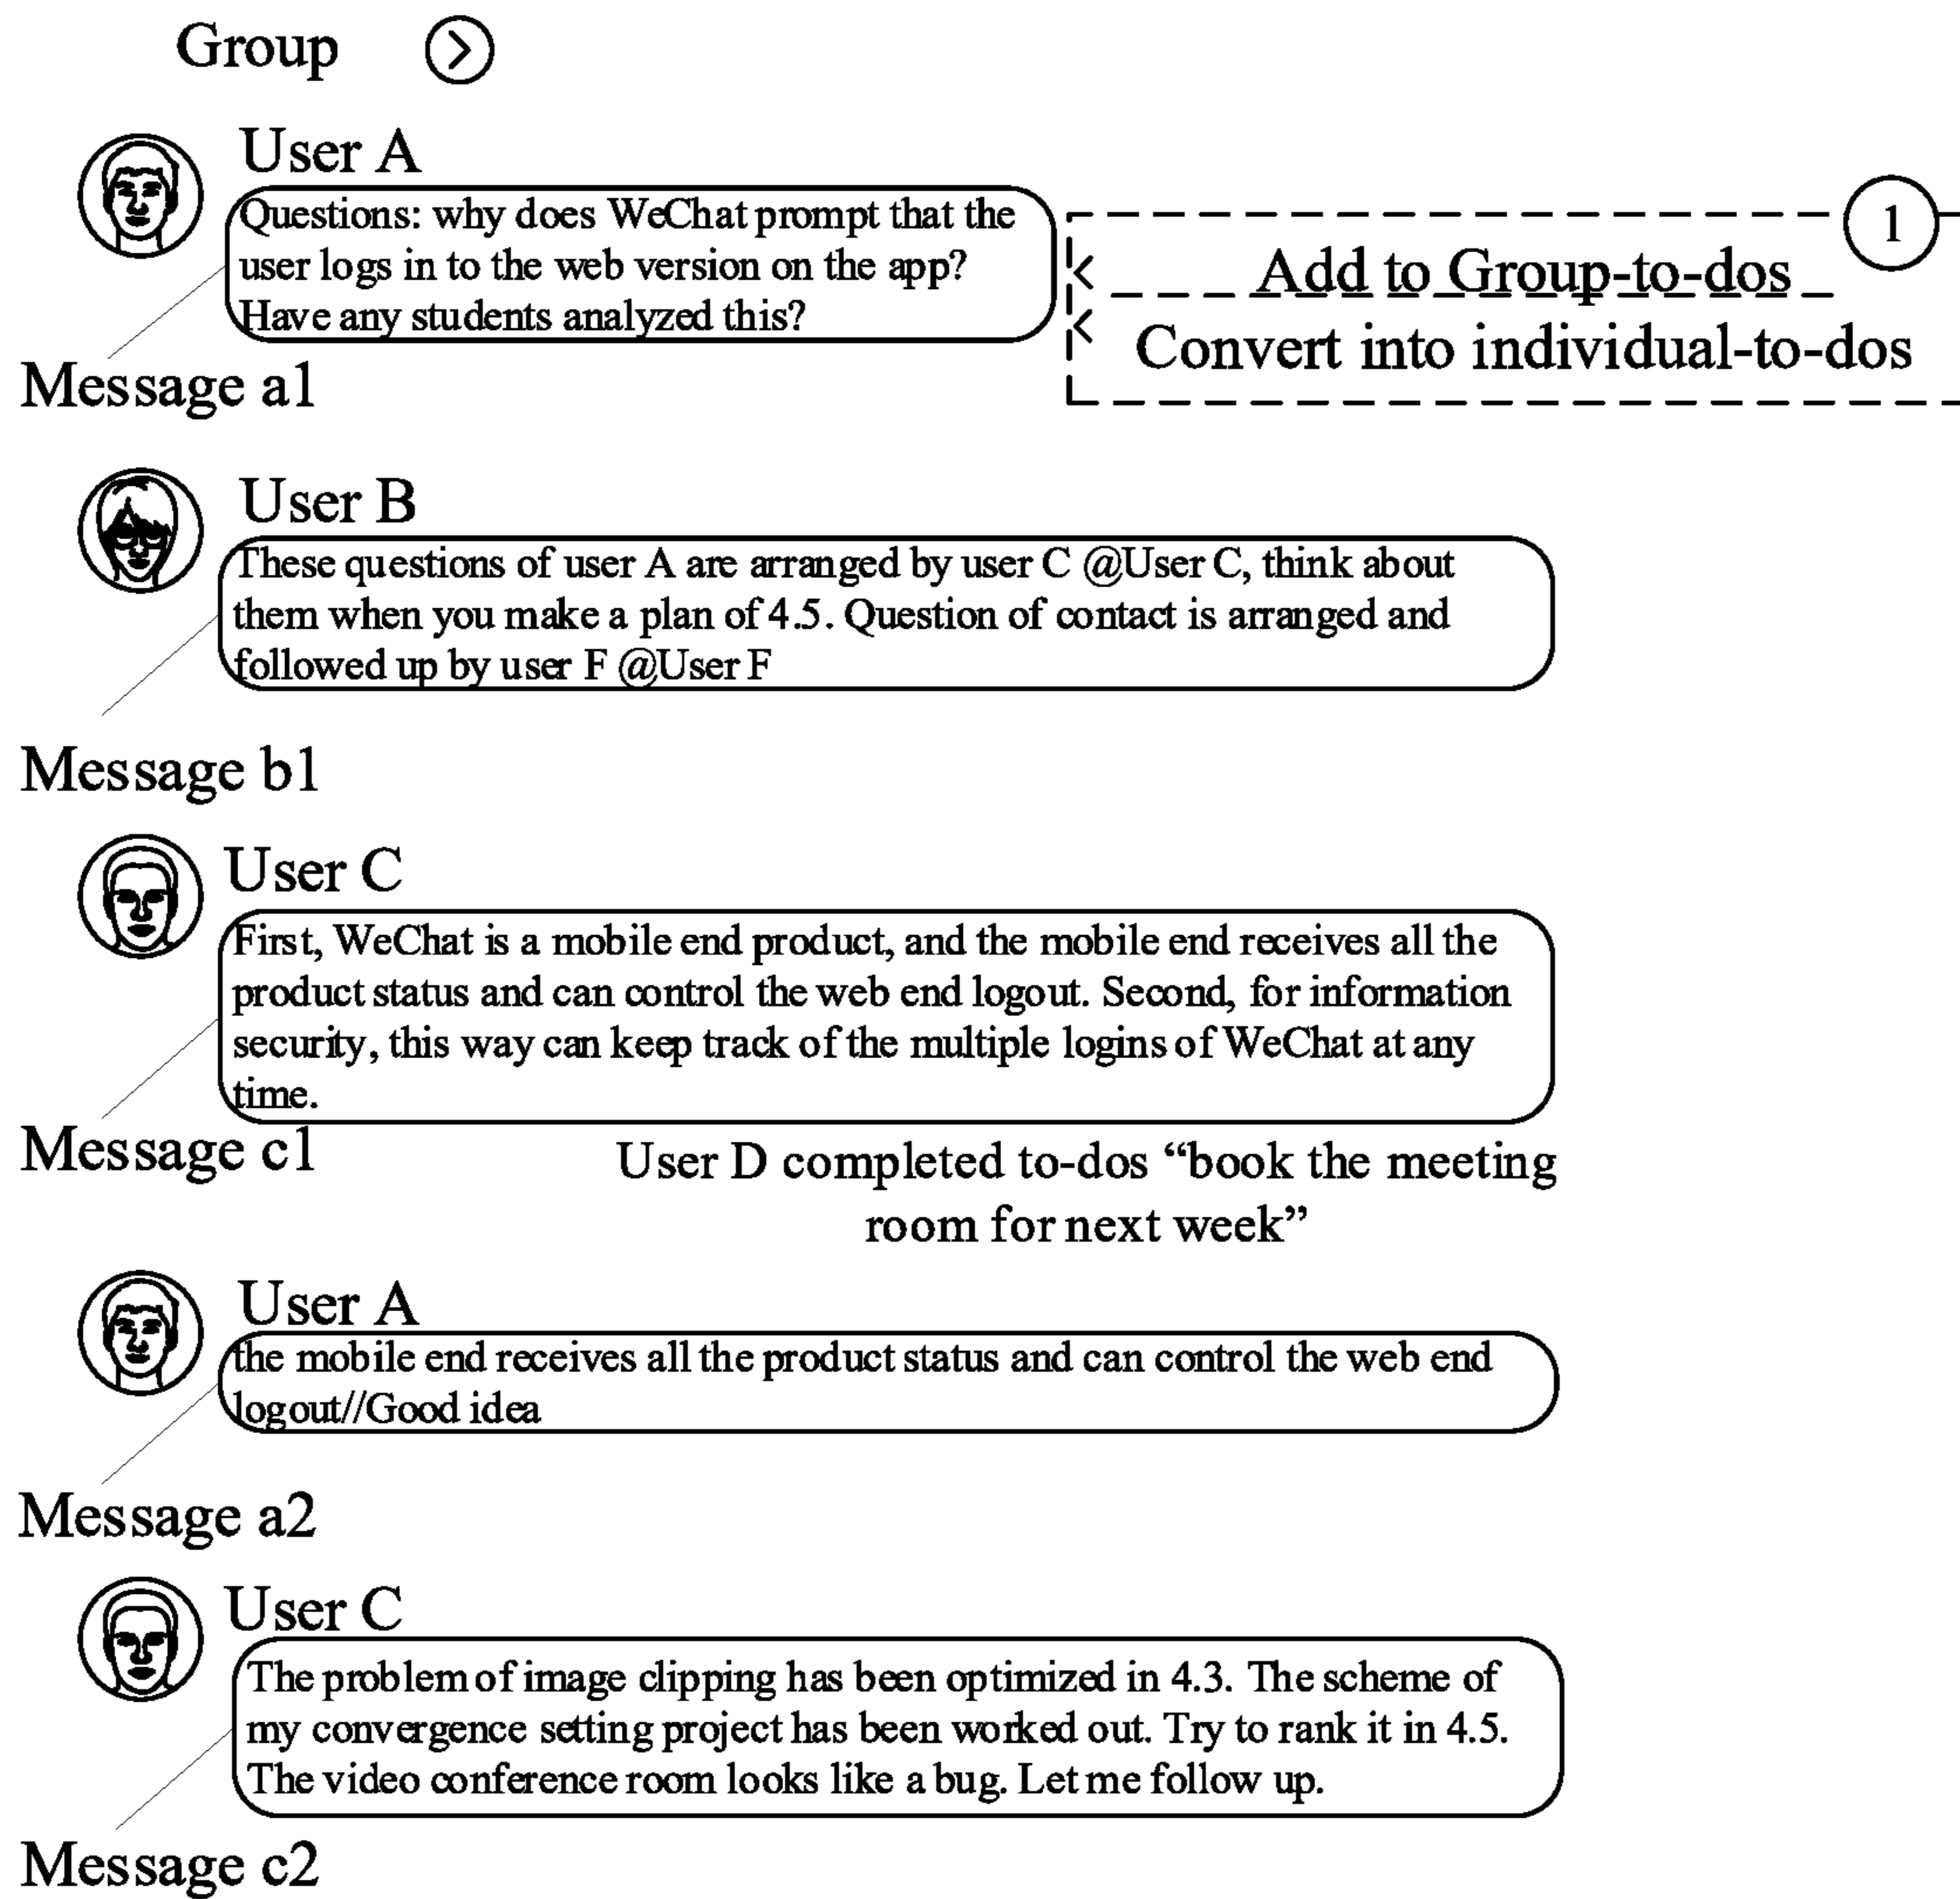 Group
User A
Questions: why does WeChat prompt that the
user logs in to the web version on the app?
Have any students analyzed this?
1
Add to Group-to-dos
Convert into individual-to-dos
Message a1
User B
These questions of user A are arranged by user C @User C, think about
them when you make a plan of 4.5. Question of contact is arranged and
followed up by user F @User F
Message b1
User C
First, WeChat is a mobile end product, and the mobile end receives all the
product status and can control the web end logout. Second, for information
security, this way can keep track of the multiple logins of WeChat at any
time.
Message c1
User D completed to-dos “book the meeting
room for next week”
User A
the mobile end receives all the product status and can control the web end
logout//Good idea
Message a2
User C
The problem of image clipping has been optimized in 4.3. The scheme of
my convergence setting project has been worked out. Try to rank it in 4.5.
The video conference room looks like a bug. Let me follow up.
Message c2